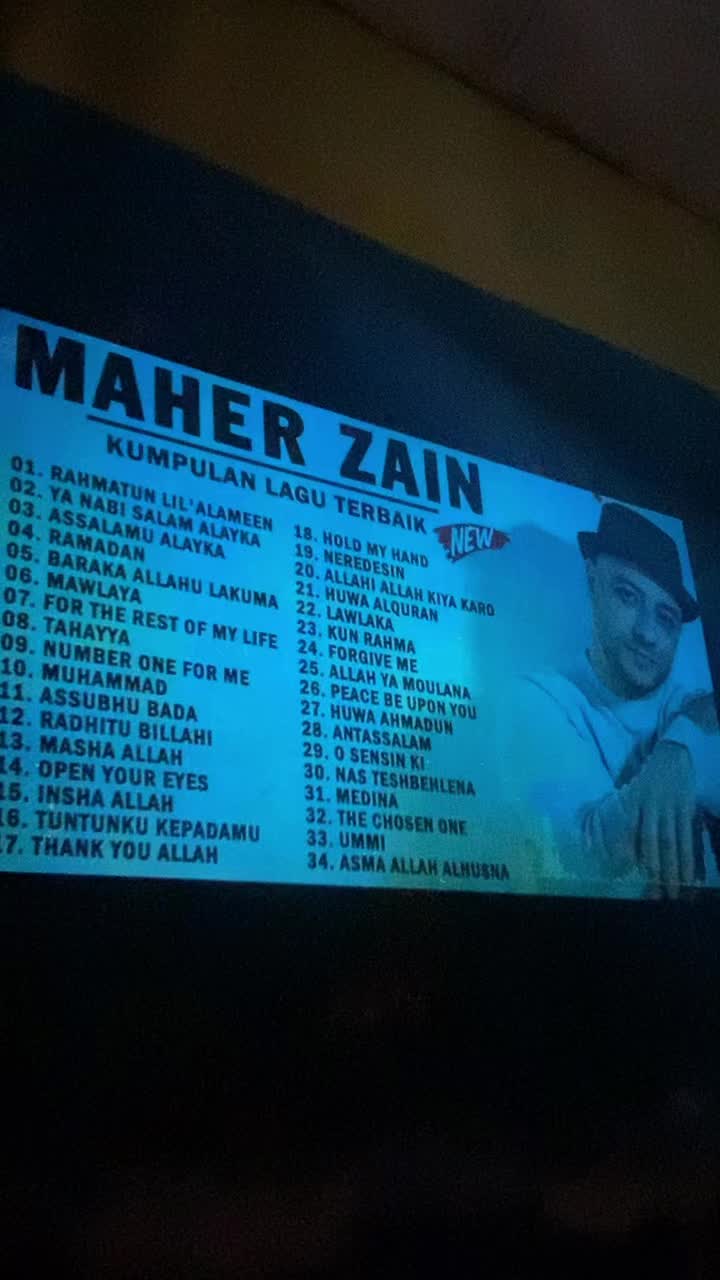 MAHER ZAIN
KUMPULAN LAGU TERBAIK
NEW
01. RAHMATUN LIL'ALAMEEN
02. YA NABI SALAM ALAYKA
03. ASSALAMU ALAYKA
04. RAMADAN
05. BARAKA ALLAHU LAKUMA
06. MAWLAYA
07. FOR THE REST OF MY LIFE
08. TAHAYYA
09. NUMBER ONE FOR ME
10. MUHAMMAD
11. ASSUBHU BADA
12. RADHITU BILLAHI
13. MASHA ALLAH
14. OPEN YOUR EYES
15. INSHA ALLAH
16. TUNTUNKU KEPADAMU
17. THANK YOU ALLAH
18. HOLD MY HAND
19. NEREDESIN
20. ALLAHI ALLAH KIYA KARO
21. HUWA ALQURAN
22. LAWLAKA
23. KUN RAHMA
24. FORGIVE ME
25. ALLAH YA MOULANA
26. PEACE BE UPON YOU
27. HUWA AHMADUN
28. ANTASSALAM
29. O SENSIN KI
30. NAS TESHBEHLENA
31. MEDINA
32. THE CHOSEN ONE
33. UMMI
34. ASMA ALLAH ALHUSNA